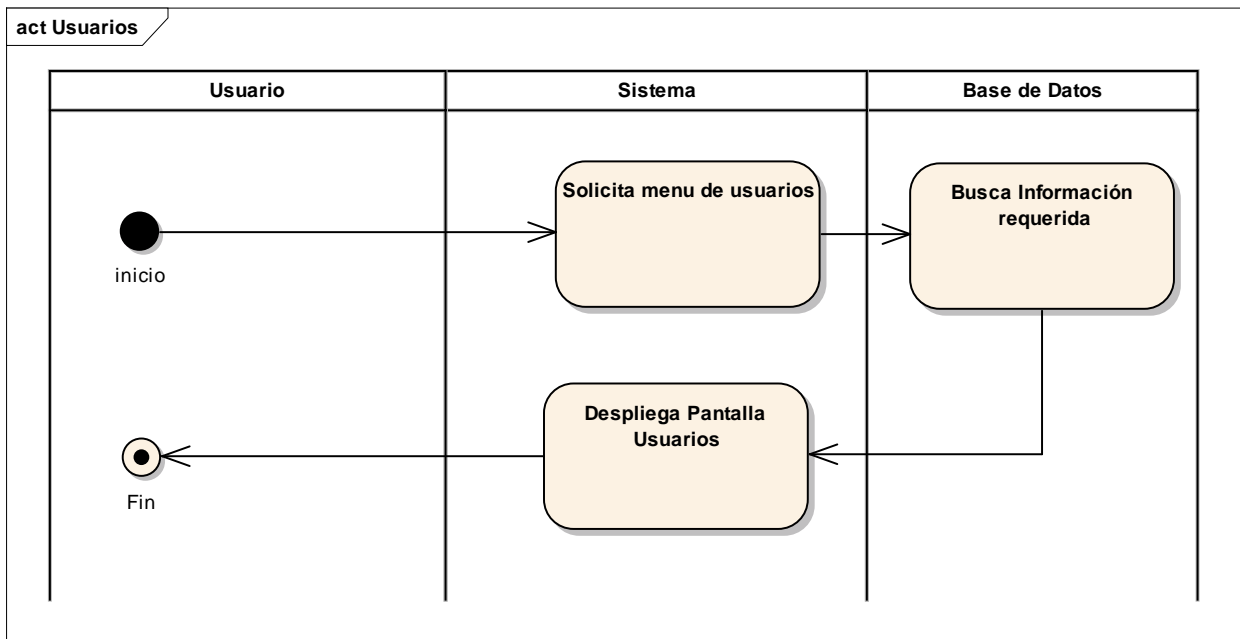 act Usuarios
Usuario
Sistema
Base de Datos
Solicita menu de usuarios
Busca Información
requerida
inicio
Despliega Pantalla
Usuarios
Fin